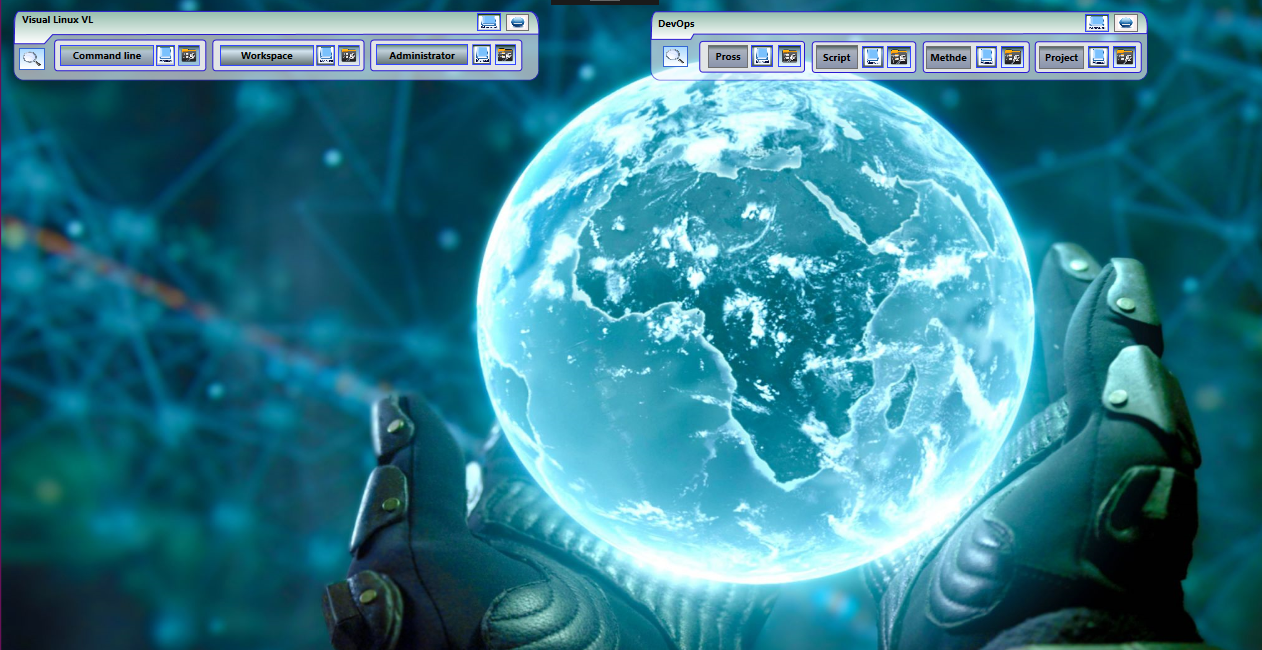 Visual Linux VL
Command line
Workspace
Administrator
DevOps
Pross
Script
Methde
Project